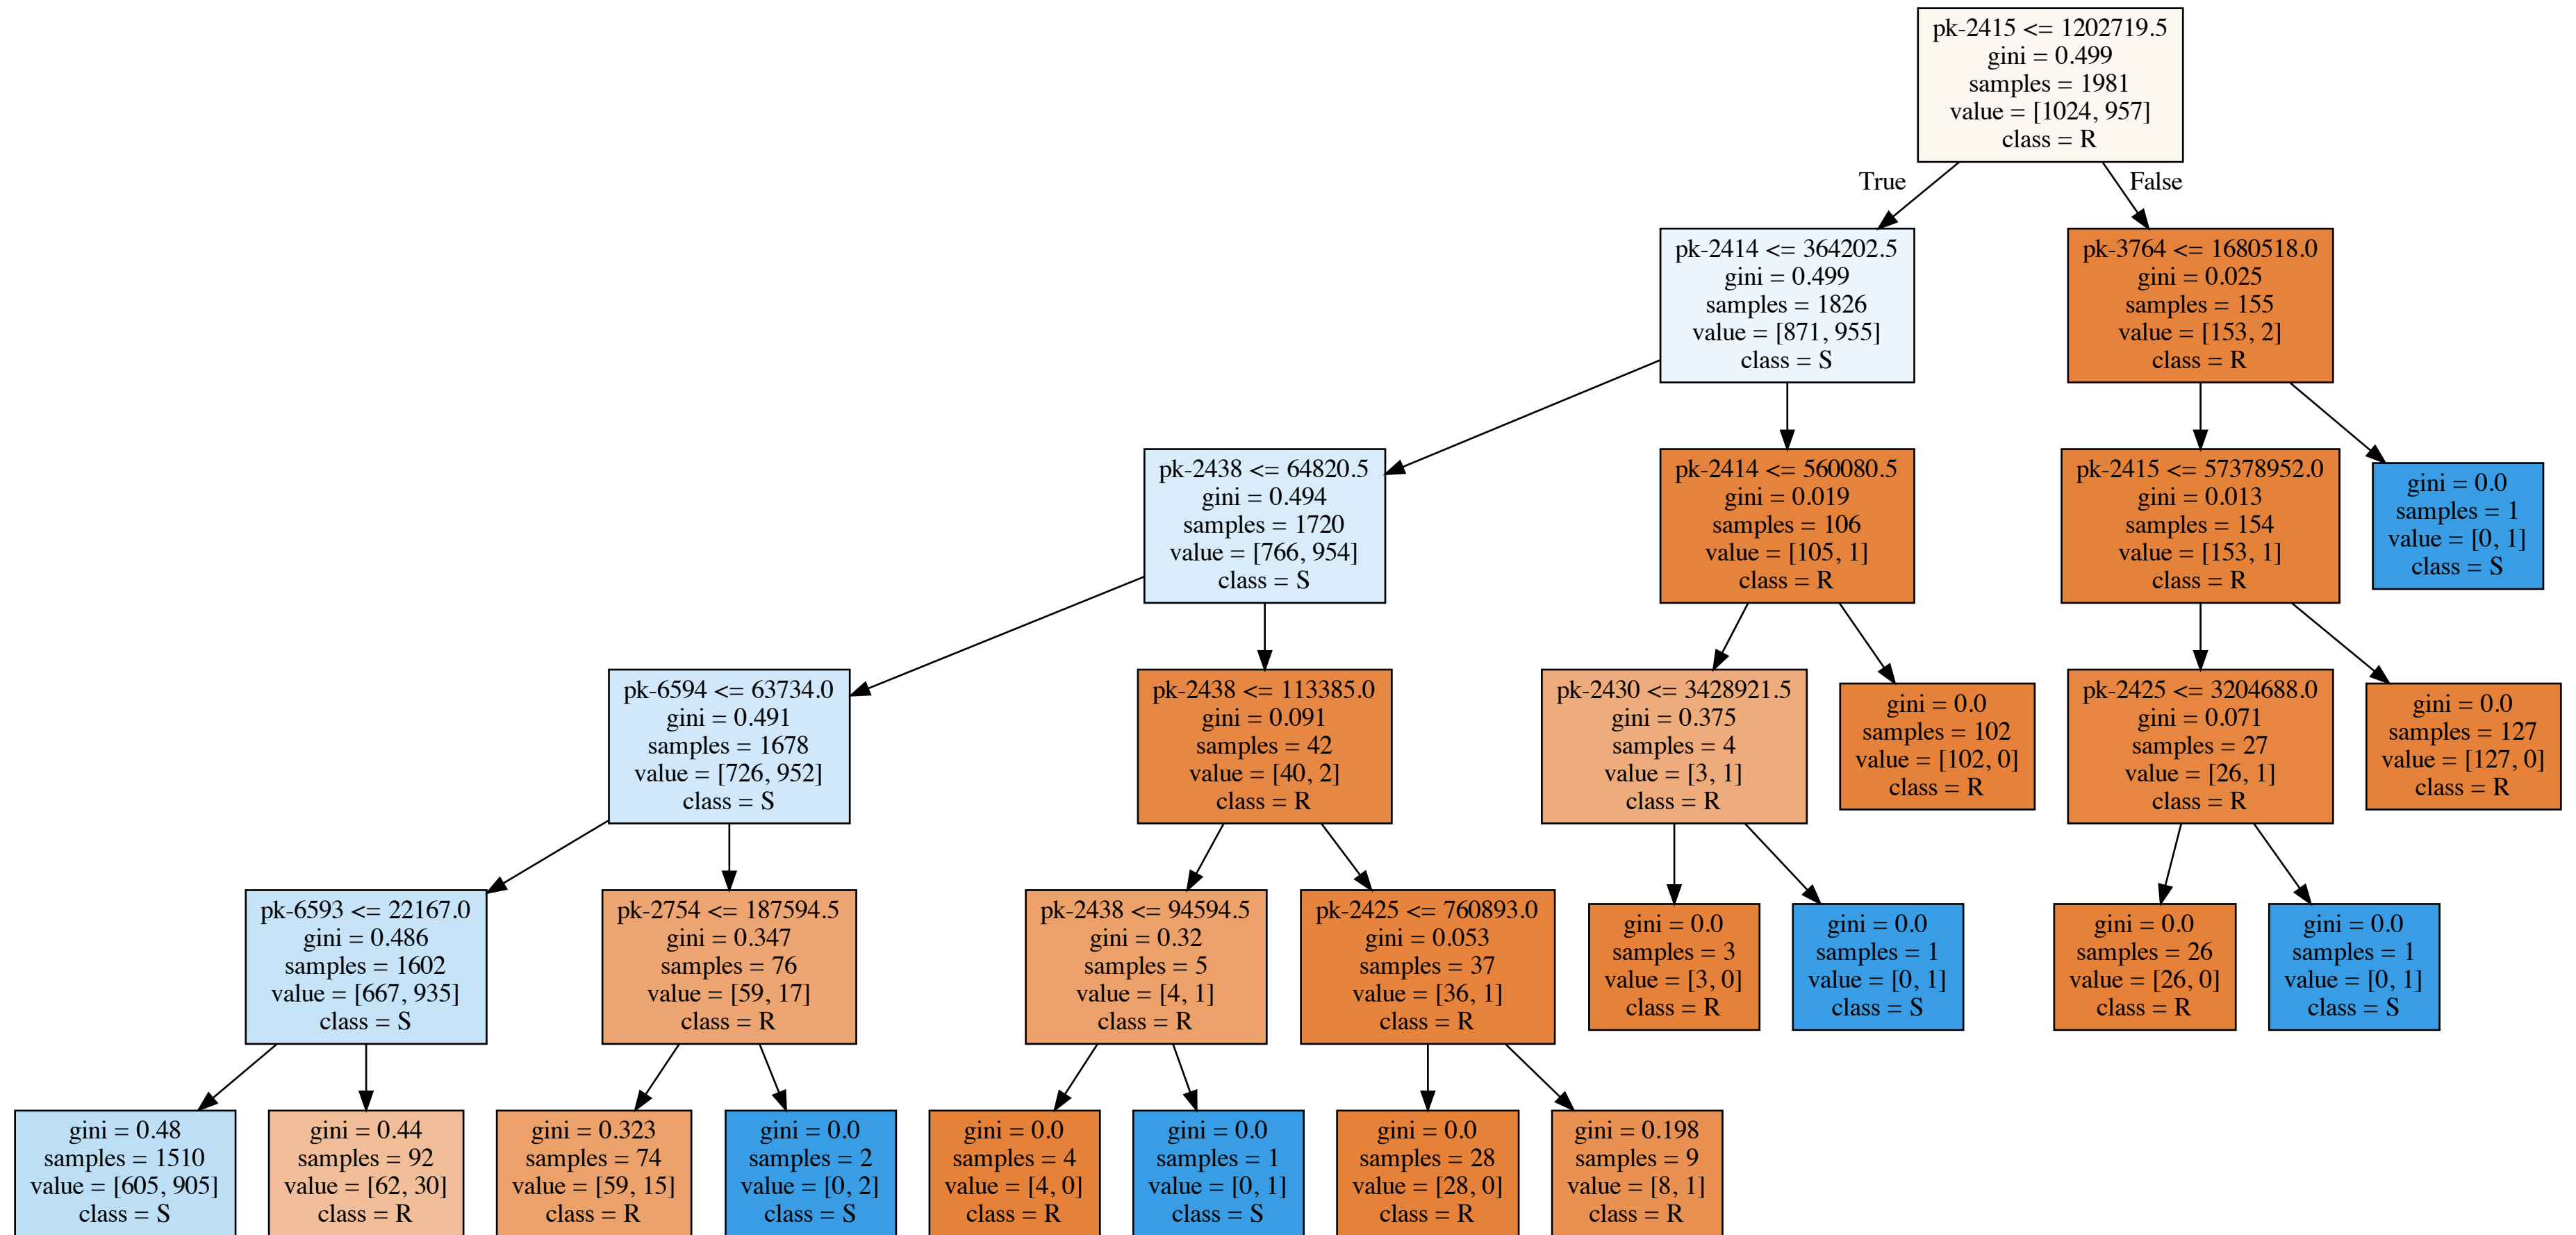 pk-2415 <= 1202719.5
gini = 0.499
samples = 1981
value = [1024, 957]
class = R
True
False
pk-2414 <= 364202.5
gini = 0.499
samples = 1826
value = [871, 955]
class = S
pk-3764 <= 1680518.0
gini = 0.025
samples = 155
value = [153, 2]
class = R
pk-2438 <= 64820.5
gini = 0.494
samples = 1720
value = [766, 954]
class = S
pk-2414 <= 560080.5
gini = 0.019
samples = 106
value = [105, 1]
class = R
pk-2415 <= 57378952.0
gini = 0.013
samples = 154
value = [153, 1]
class = R
gini = 0.0
samples = 1
value = [0, 1]
class = S
pk-6594 <= 63734.0
gini = 0.491
samples = 1678
value = [726, 952]
class = S
pk-2438 <= 113385.0
gini = 0.091
samples = 42
value = [40, 2]
class = R
pk-2430 <= 3428921.5
gini = 0.375
samples = 4
value = [3, 1]
class = R
gini = 0.0
samples = 102
value = [102, 0]
class = R
pk-2425 <= 3204688.0
gini = 0.071
samples = 27
value = [26, 1]
class = R
gini = 0.0
samples = 127
value = [127, 0]
class = R
pk-6593 <= 22167.0
gini = 0.486
samples = 1602
value = [667, 935]
class = S
pk-2754 <= 187594.5
gini = 0.347
samples = 76
value = [59, 17]
class = R
pk-2438 <= 94594.5
gini = 0.32
samples = 5
value = [4, 1]
class = R
pk-2425 <= 760893.0
gini = 0.053
samples = 37
value = [36, 1]
class = R
gini = 0.0
samples = 3
value = [3, 0]
class = R
gini = 0.0
samples = 1
value = [0, 1]
class = S
gini = 0.0
samples = 26
value = [26, 0]
class = R
gini = 0.0
samples = 1
value = [0, 1]
class = S
gini = 0.48
samples = 1510
value = [605, 905]
class = S
gini = 0.44
samples = 92
value = [62, 30]
class = R
gini = 0.323
samples = 74
value = [59, 15]
class = R
gini = 0.0
samples = 2
value = [0, 2]
class = S
gini = 0.0
samples = 4
value = [4, 0]
class = R
gini = 0.0
samples = 1
value = [0, 1]
class = S
gini = 0.0
samples = 28
value = [28, 0]
class = R
gini = 0.198
samples = 9
value = [8, 1]
class = R